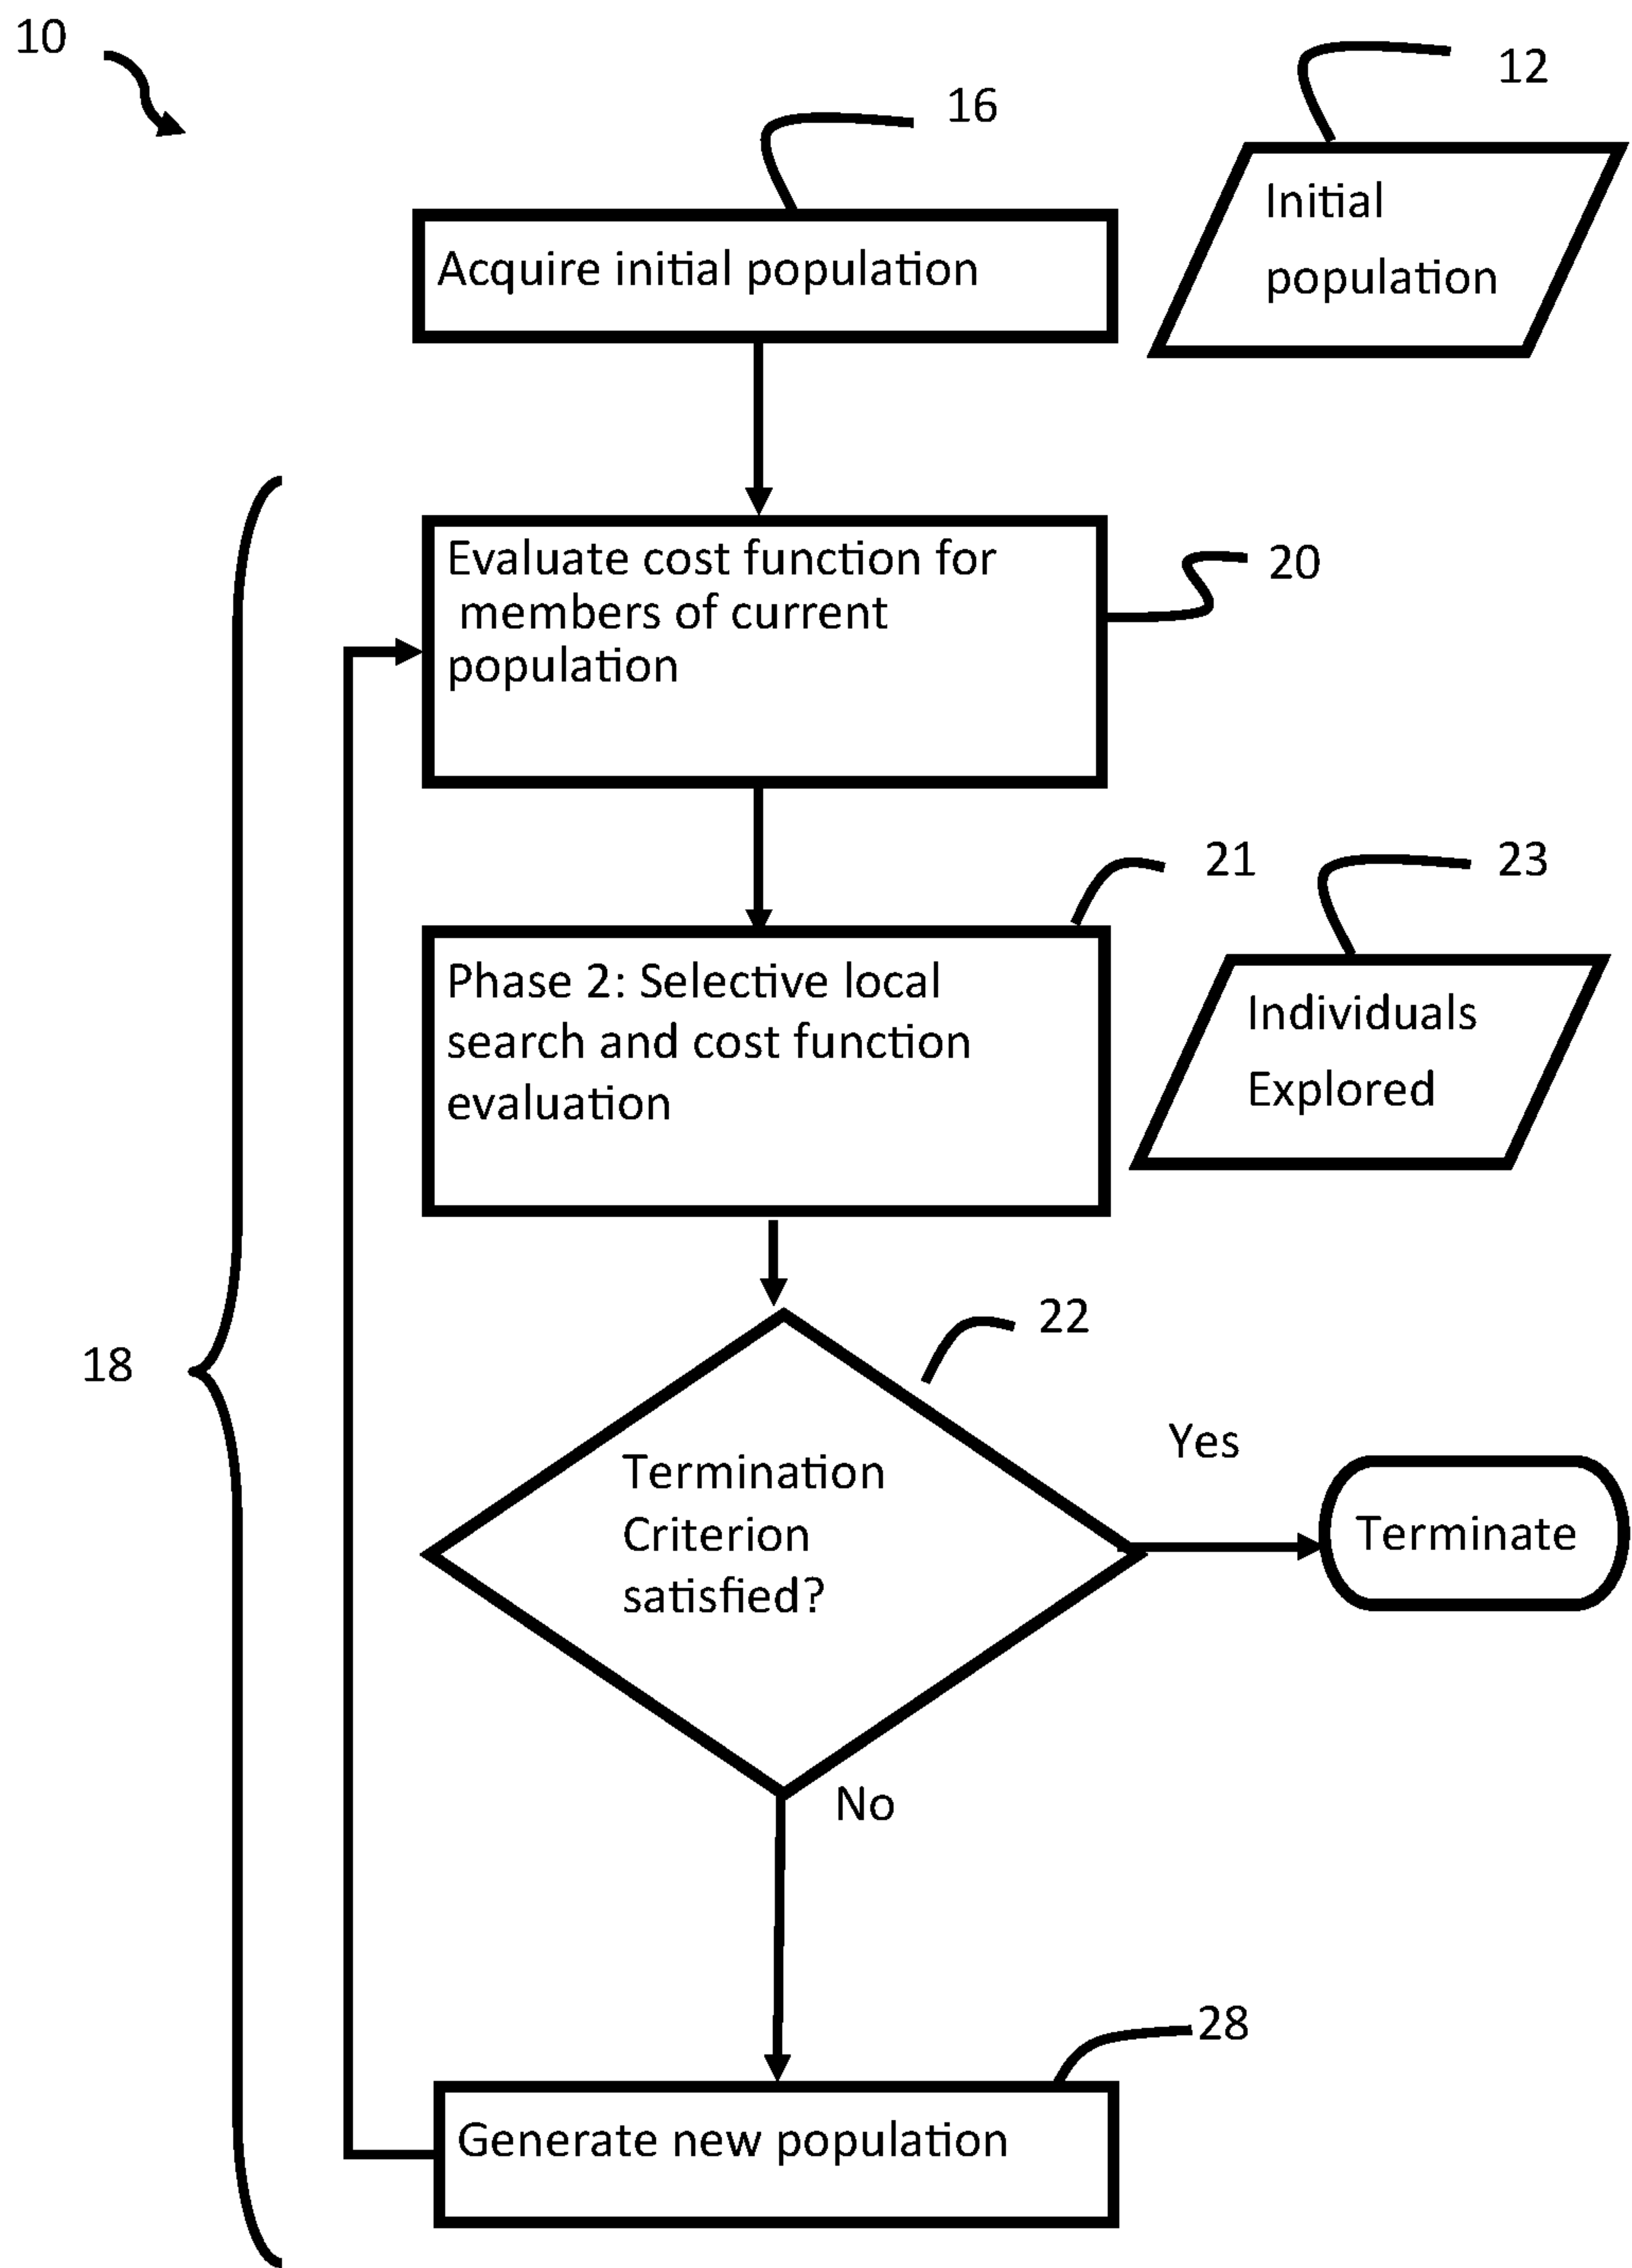 10
12
16
Initial
population
Acquire initial population
Evaluate cost function for
members of current
population
20
21
23
Phase 2: Selective local
search and cost function
evaluation
Individuals
Explored
22
18
Yes
Termination
Criterion
satisfied?
Terminate
No
28
Generate new population